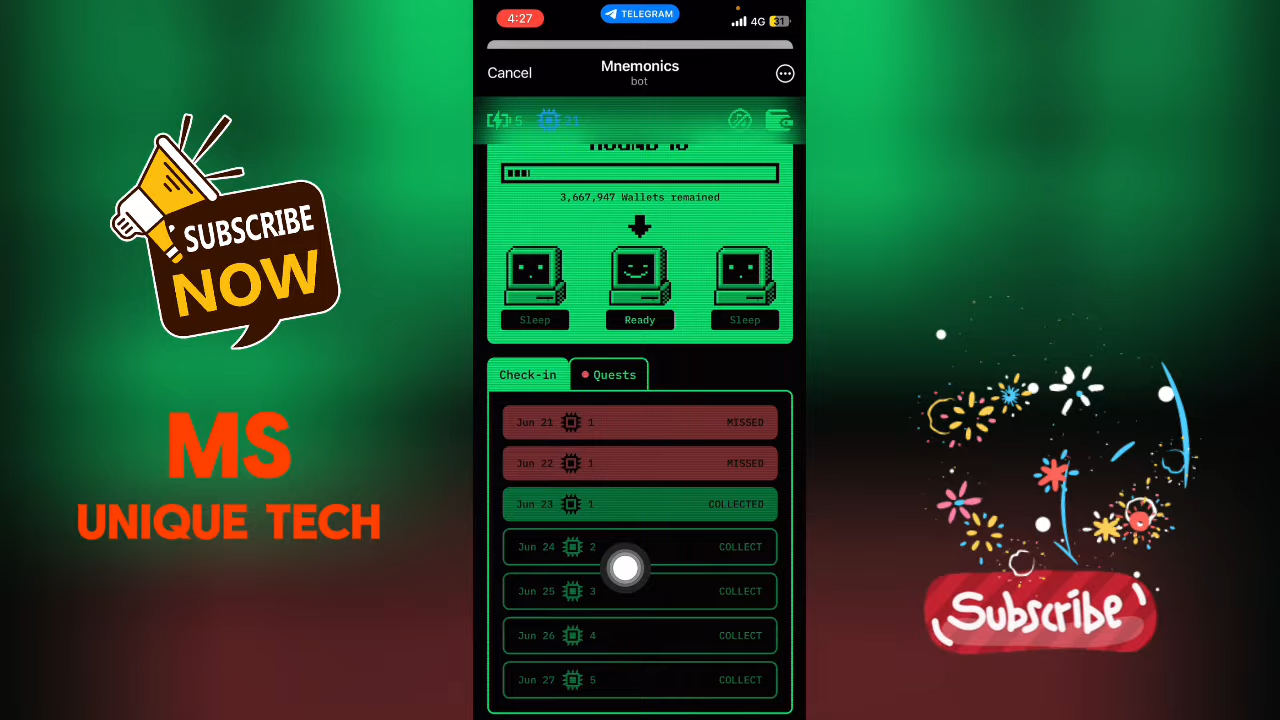 4:27
TELEGRAM
4G
31
Cancel
Mnemonics
bot
5
21
3,667,947 Wallets remained
Sleep
Ready
Sleep
Check-in
Quests
Jun 21 1 MISSED
Jun 22 1 MISSED
Jun 23 1 COLLECTED
Jun 24 2 COLLECT
Jun 25 3 COLLECT
Jun 26 4 COLLECT
Jun 27 5 COLLECT
SUBSCRIBE
NOW
MS
UNIQUE TECH
Subscribe